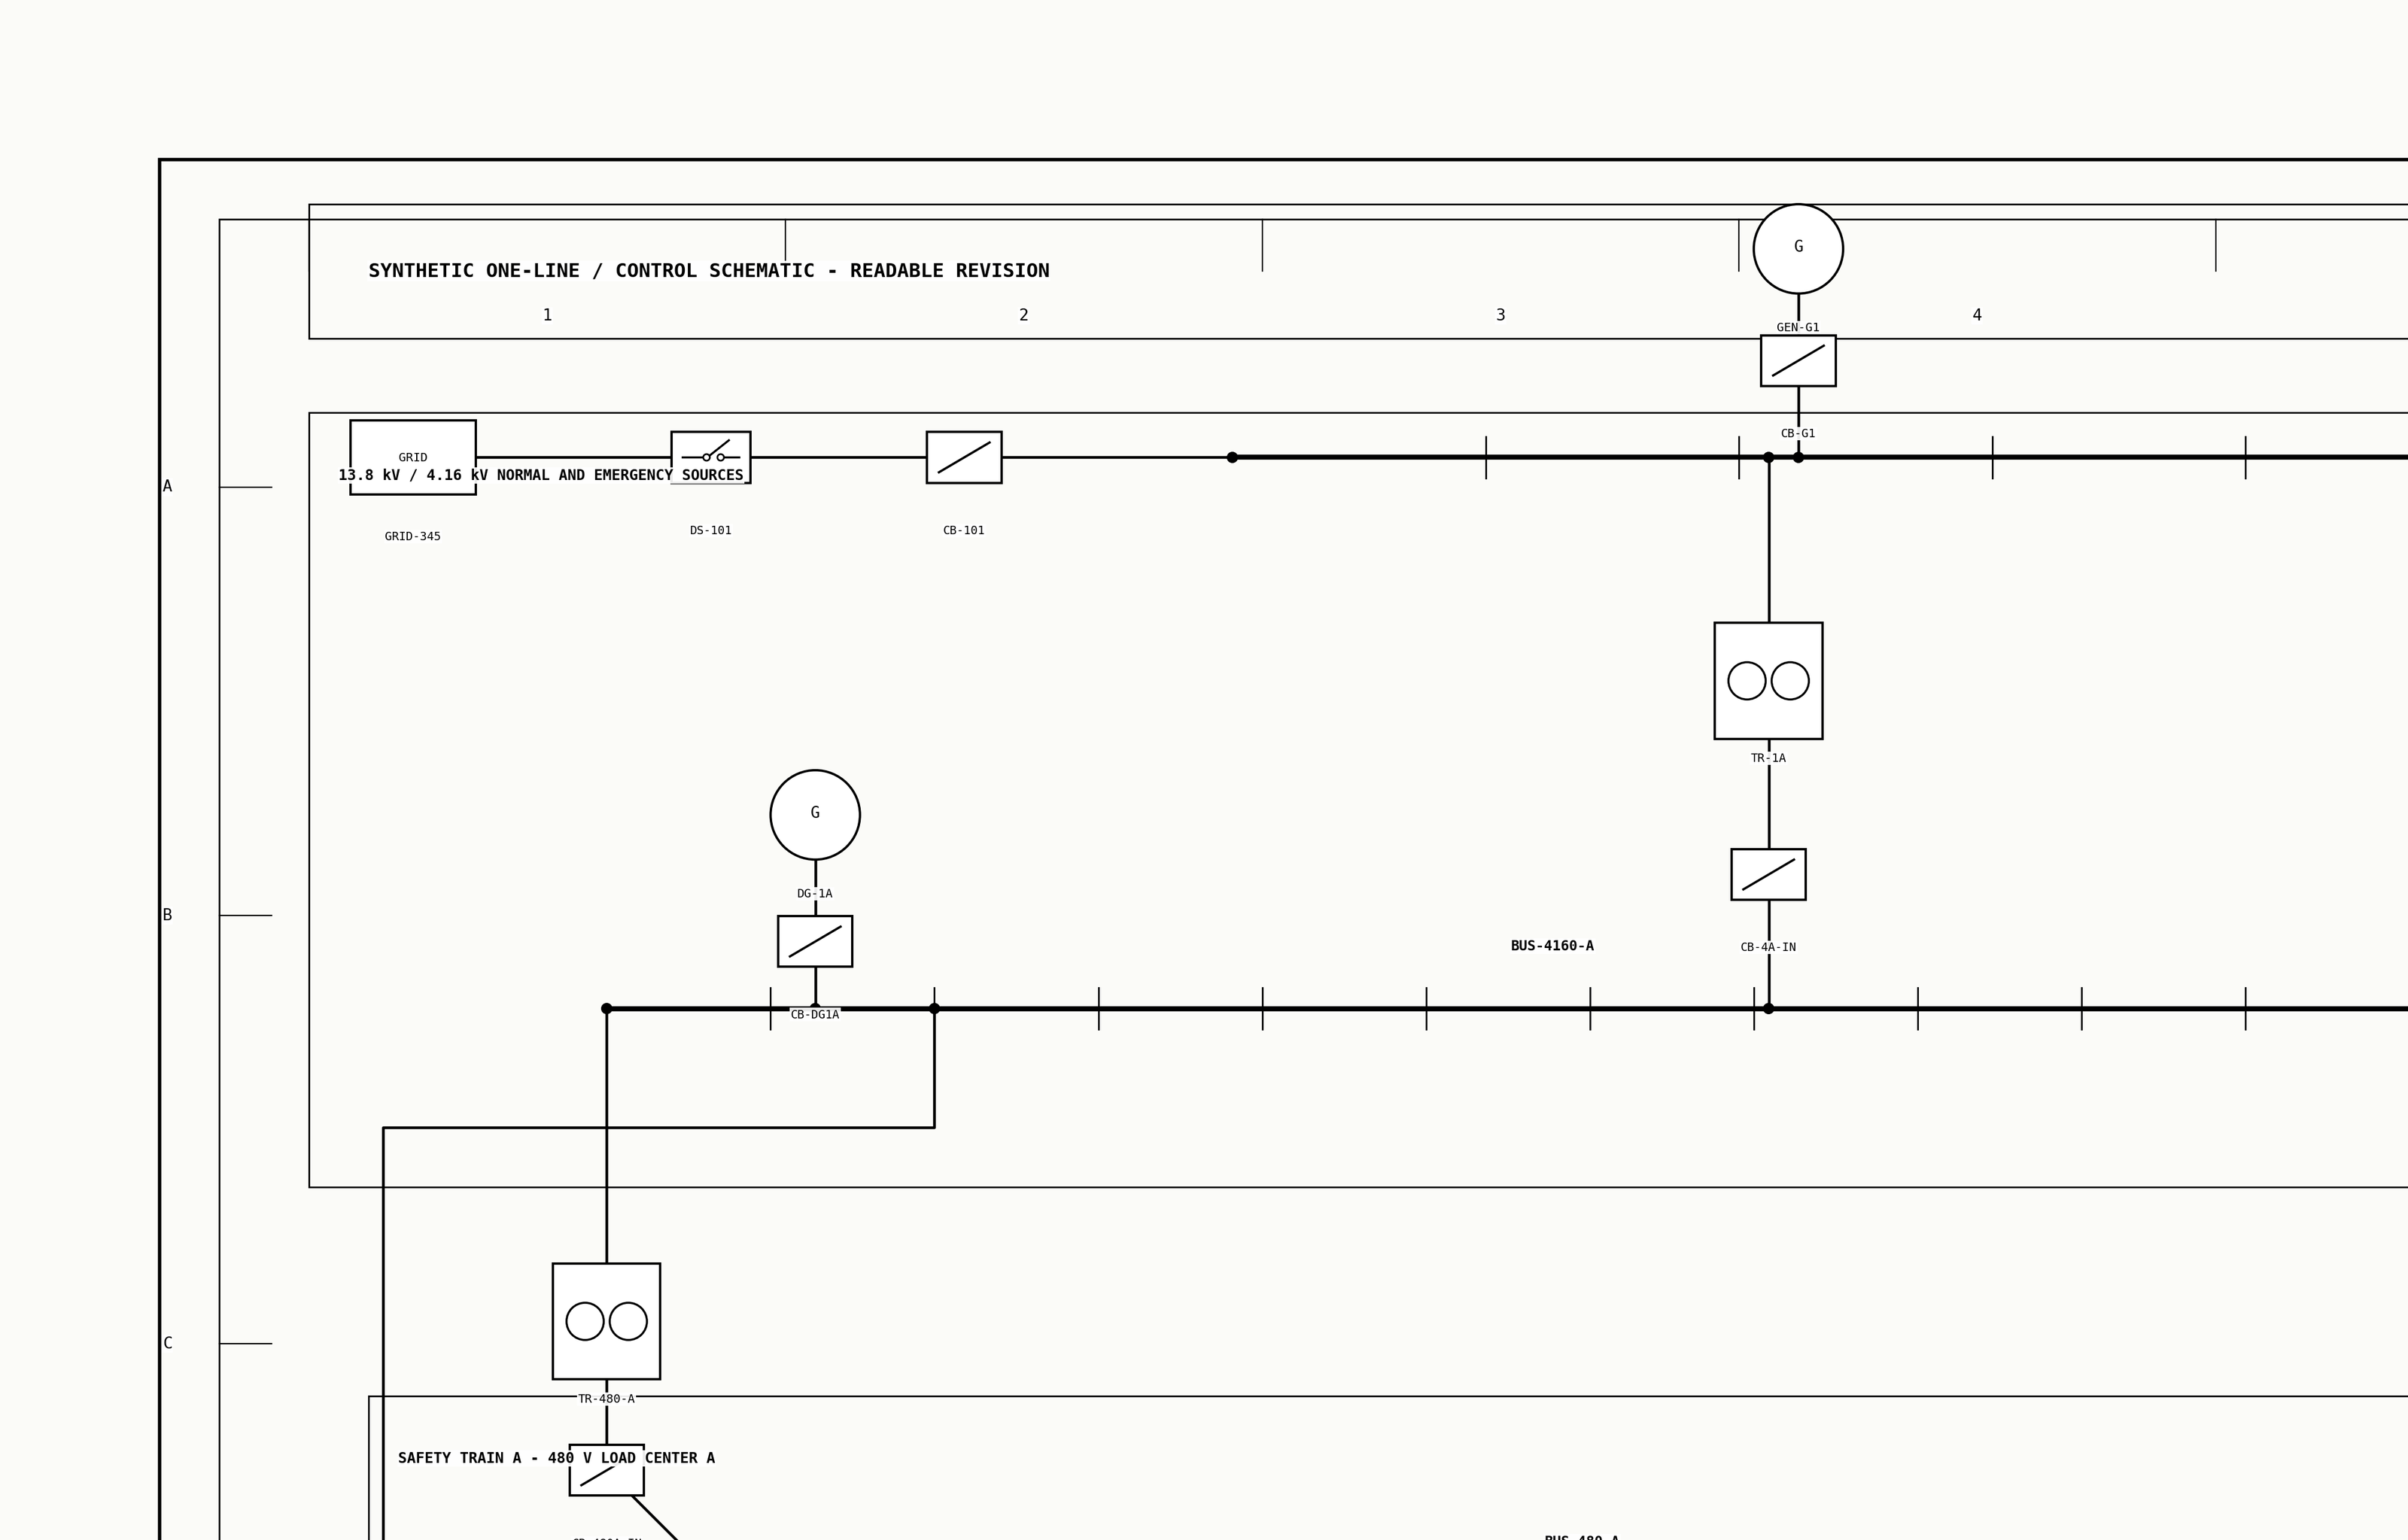 G
SYNTHETIC ONE-LINE / CONTROL SCHEMATIC - READABLE REVISION
1
2
3
4
GEN-G1
CB-G1
GRID
13.8 kV / 4.16 kV NORMAL AND EMERGENCY SOURCES
A
GRID-345
DS-101
CB-101
TR-1A
G
DG-1A
B
BUS-4160-A
CB-4A-IN
CB-DG1A
C
TR-480-A
SAFETY TRAIN A - 480 V LOAD CENTER A